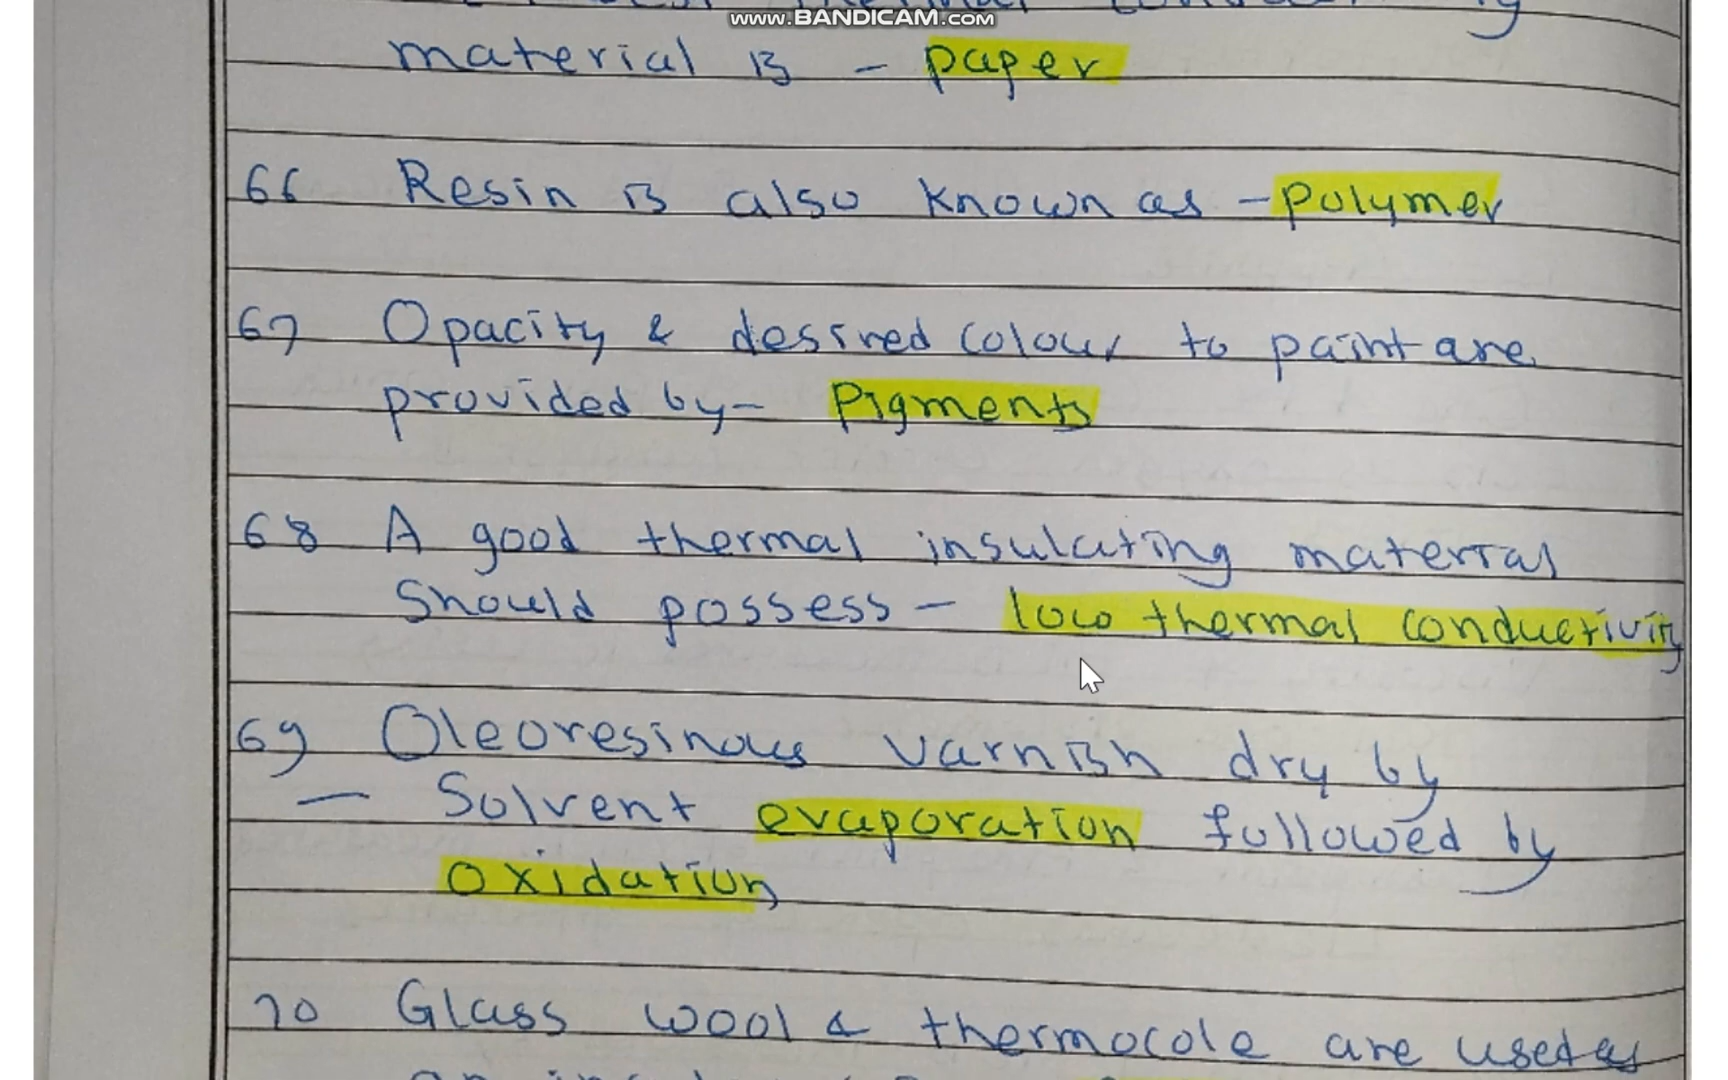 www.BANDICAM.com
thermal
material is - paper
66 Resin is also known as - polymer
67 Opacity & desired colour to paint are
provided by - Pigments
68 A good thermal insulating material
Should possess - low thermal conductivity
69 Oleoresinous varnish dry by
- Solvent evaporation followed by
oxidation
70 Glass wool & thermocole are used as